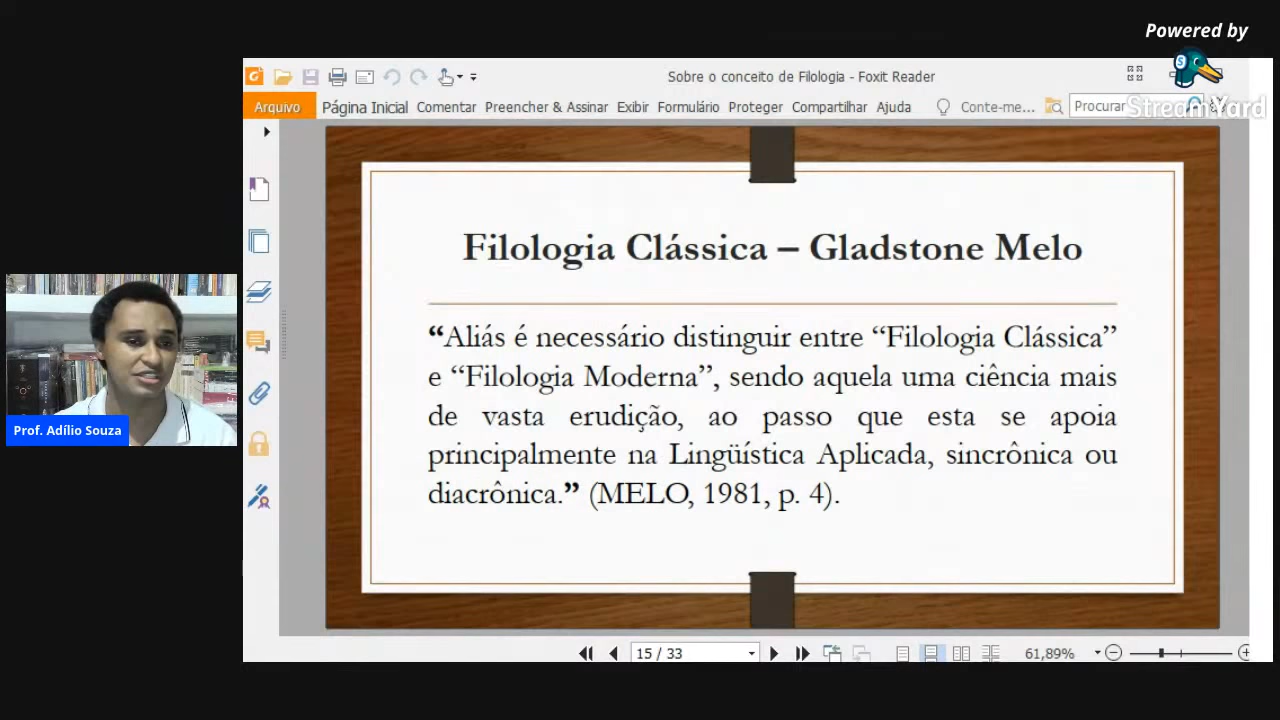 Powered by
StreamYard
Sobre o conceito de Filologia - Foxit Reader
Arquivo Página Inicial Comentar Preencher & Assinar Exibir Formulário Proteger Compartilhar Ajuda Conte-me... Procurar
Filologia Clássica – Gladstone Melo
“Aliás é necessário distinguir entre “Filologia Clássica”
e “Filologia Moderna”, sendo aquela uma ciência mais
de vasta erudição, ao passo que esta se apoia
principalmente na Lingüística Aplicada, sincrônica ou
diacrônica.” (MELO, 1981, p. 4).
Prof. Adílio Souza
15 / 33
61,89%